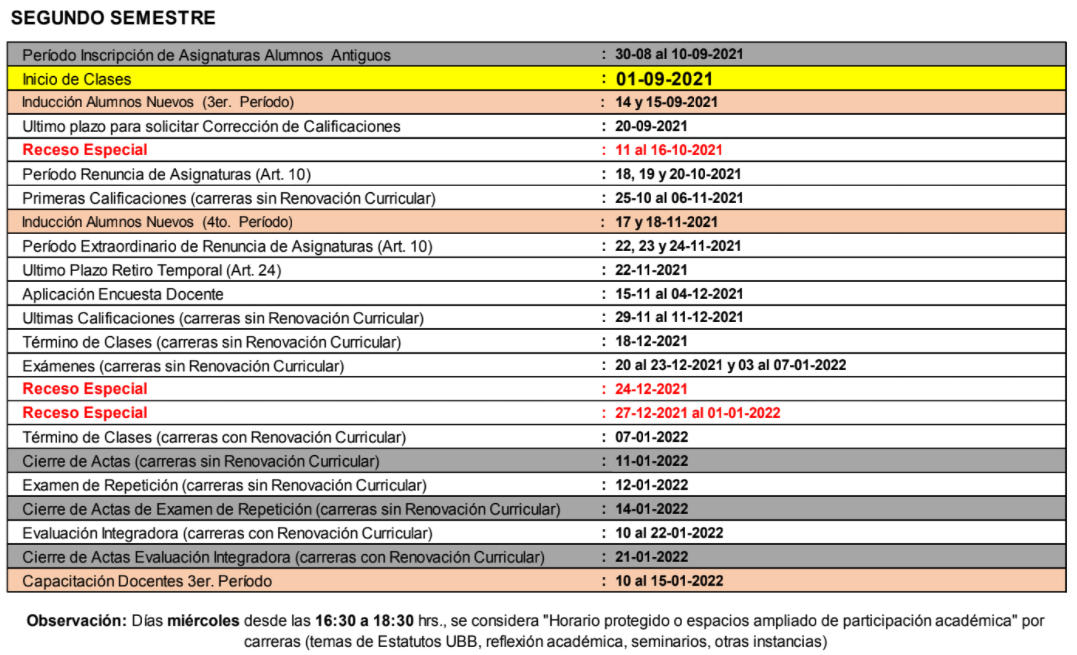 SEGUNDO SEMESTRE
Período Inscripción de Asignaturas Alumnos Antiguos : 30-08 al 10-09-2021
Inicio de Clases : 01-09-2021
Inducción Alumnos Nuevos (3er. Período) : 14 y 15-09-2021
Ultimo plazo para solicitar Corrección de Calificaciones : 20-09-2021
Receso Especial : 11 al 16-10-2021
Período Renuncia de Asignaturas (Art. 10) : 18, 19 y 20-10-2021
Primeras Calificaciones (carreras sin Renovación Curricular) : 25-10 al 06-11-2021
Inducción Alumnos Nuevos (4to. Período) : 17 y 18-11-2021
Período Extraordinario de Renuncia de Asignaturas (Art. 10) : 22, 23 y 24-11-2021
Ultimo Plazo Retiro Temporal (Art. 24) : 22-11-2021
Aplicación Encuesta Docente : 15-11 al 04-12-2021
Ultimas Calificaciones (carreras sin Renovación Curricular) : 29-11 al 11-12-2021
Término de Clases (carreras sin Renovación Curricular) : 18-12-2021
Exámenes (carreras sin Renovación Curricular) : 20 al 23-12-2021 y 03 al 07-01-2022
Receso Especial : 24-12-2021
Receso Especial : 27-12-2021 al 01-01-2022
Término de Clases (carreras con Renovación Curricular) : 07-01-2022
Cierre de Actas (carreras sin Renovación Curricular) : 11-01-2022
Examen de Repetición (carreras sin Renovación Curricular) : 12-01-2022
Cierre de Actas de Examen de Repetición (carreras sin Renovación Curricular) : 14-01-2022
Evaluación Integradora (carreras con Renovación Curricular) : 10 al 22-01-2022
Cierre de Actas Evaluación Integradora (carreras con Renovación Curricular) : 21-01-2022
Capacitación Docentes 3er. Período : 10 al 15-01-2022
Observación: Días miércoles desde las 16:30 a 18:30 hrs., se considera "Horario protegido o espacios ampliado de participación académica" por
carreras (temas de Estatutos UBB, reflexión académica, seminarios, otras instancias)